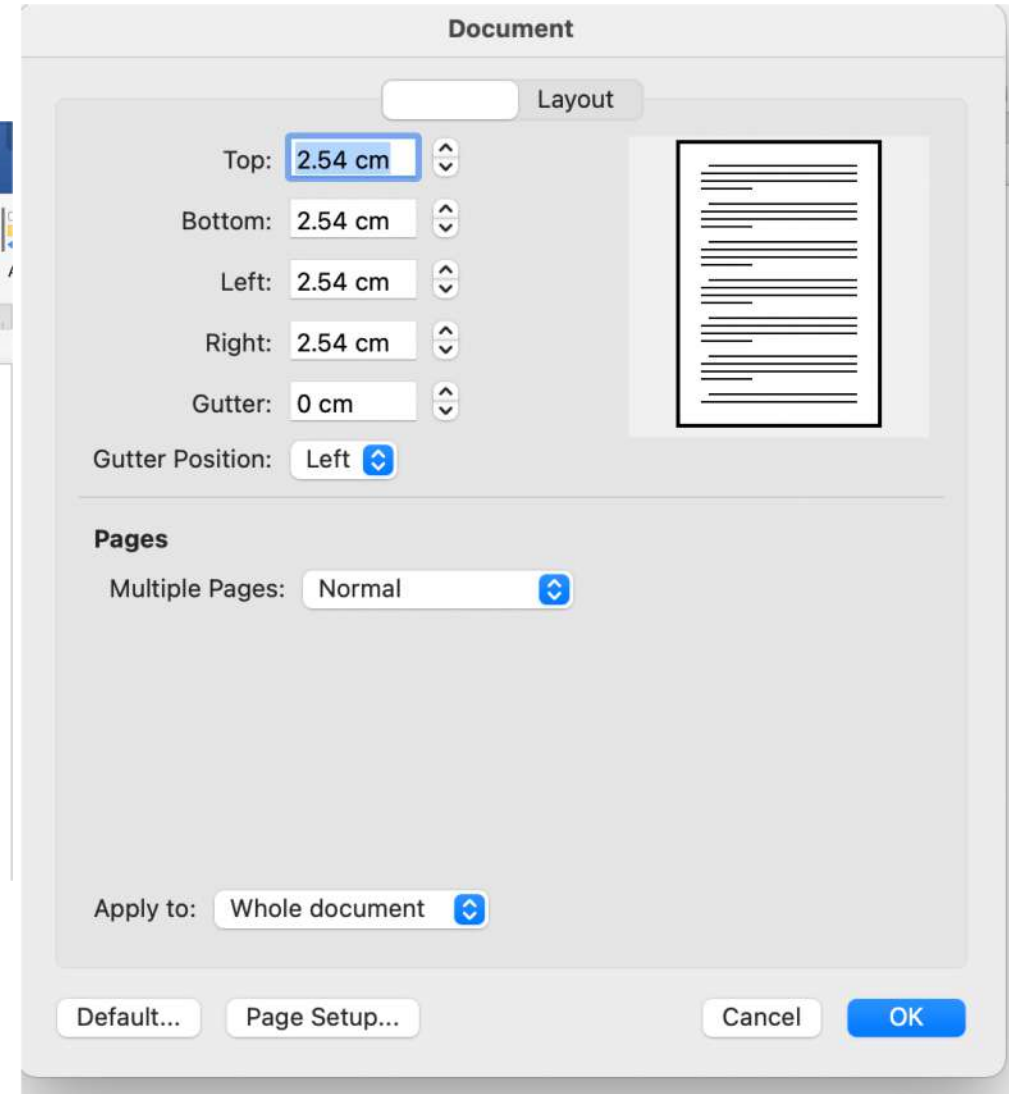 Document
Layout
Top: 2.54 cm
Bottom: 2.54 cm
Left: 2.54 cm
Right: 2.54 cm
Gutter: 0 cm
Gutter Position: Left
Pages
Multiple Pages: Normal
Apply to: Whole document
Default... Page Setup... Cancel OK